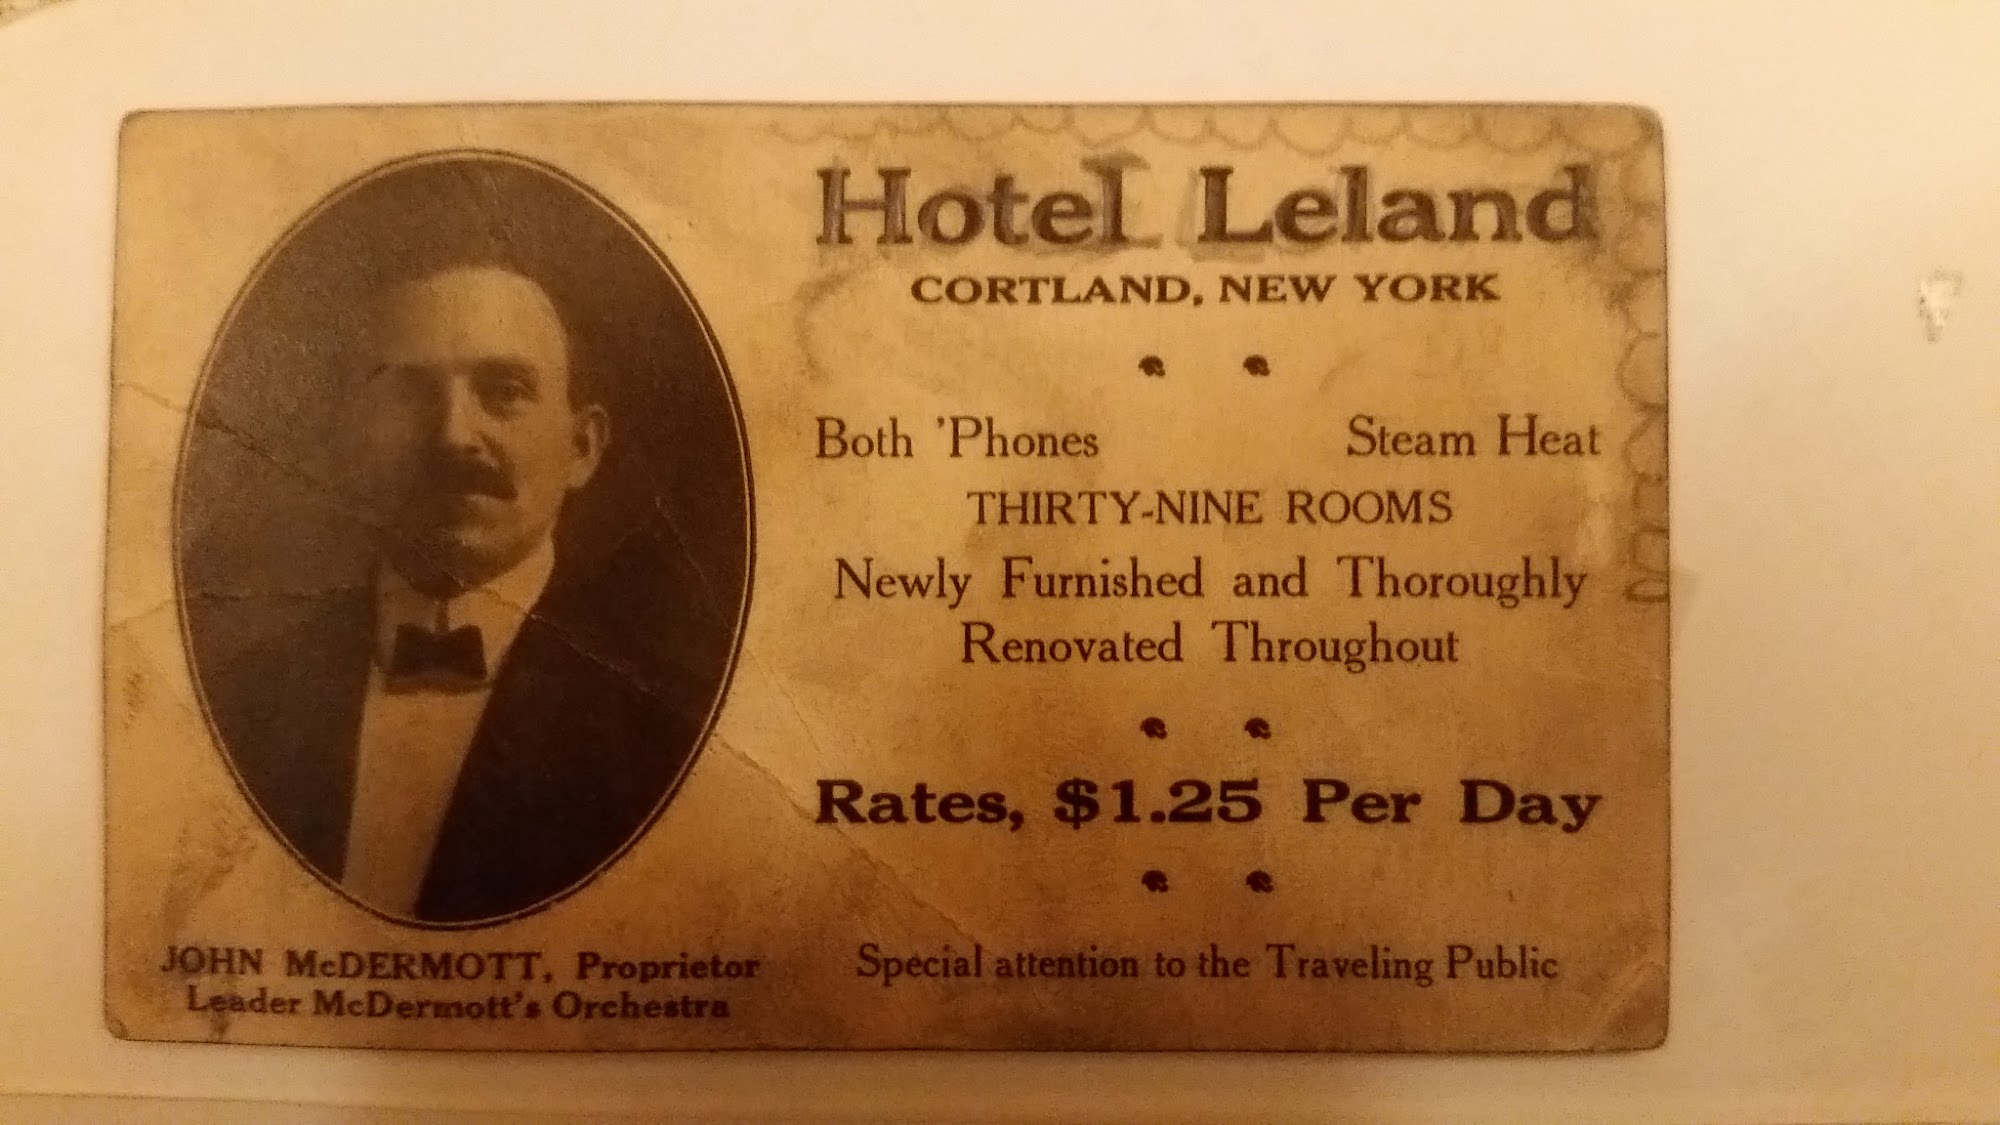 Hotel Leland
CORTLAND, NEW YORK
Both 'Phones Steam Heat
THIRTY-NINE ROOMS
Newly Furnished and Thoroughly
Renovated Throughout
Rates, $1.25 Per Day
Special attention to the Traveling Public
JOHN McDERMOTT, Proprietor
Leader McDermott's Orchestra